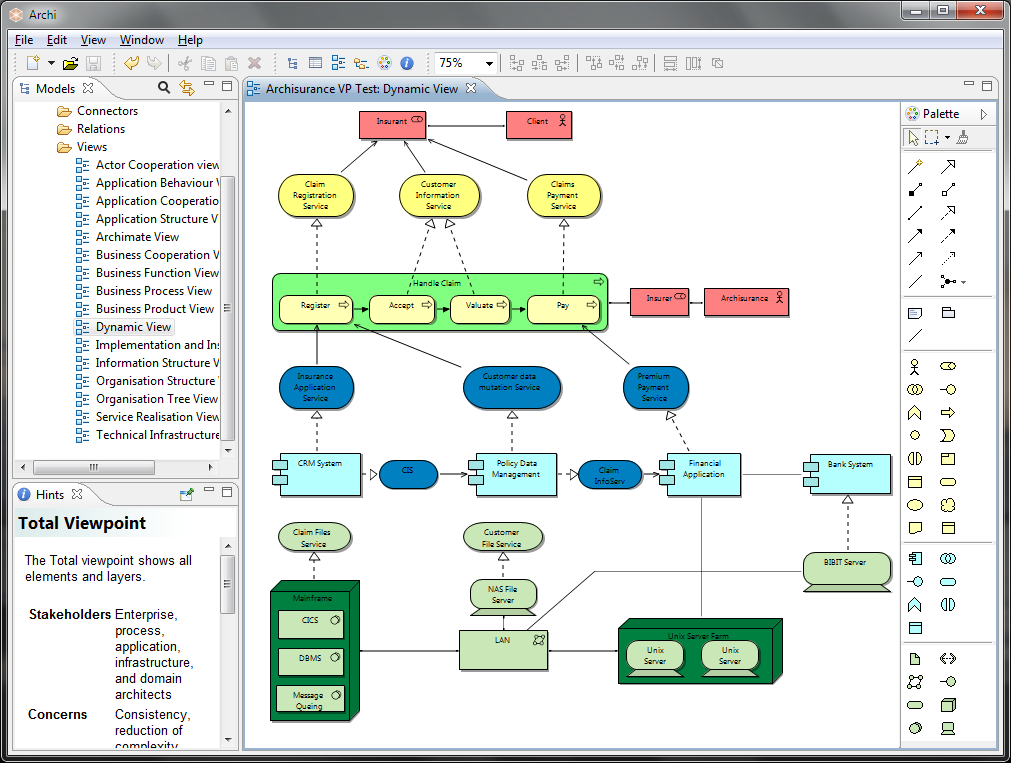 Archi
File Edit View Window Help
75%
Models
Connectors
Relations
Views
Actor Cooperation view
Application Behaviour V
Application Cooperatio
Application Structure V
Archimate View
Business Cooperation V
Business Function View
Business Process View
Business Product View
Dynamic View
Implementation and Ins
Information Structure V
Organisation Structure
Organisation Tree View
Service Realisation View
Technical Infrastructure
Hints
Total Viewpoint
The Total viewpoint shows all
elements and layers.
Stakeholders Enterprise,
process,
application,
infrastructure,
and domain
architects
Concerns Consistency,
reduction of
complexity,
Archisurance VP Test: Dynamic View
Insurant
Client
Claim
Registration
Service
Customer
Information
Service
Claims
Payment
Service
Handle Claim
Register
Accept
Valuate
Pay
Insurer
Archisurance
Insurance
Application
Service
Customer data
mutation Service
Premium
Payment
Service
CRM System
CIS
Policy Data
Management
Claim
InfoServ
Financial
Application
Bank System
Claim Files
Service
Customer
File Service
NAS File
Server
BIBIT Server
Mainframe
CICS
DBMS
Message
Queing
LAN
Unix Server Farm
Unix
Server
Unix
Server
Palette